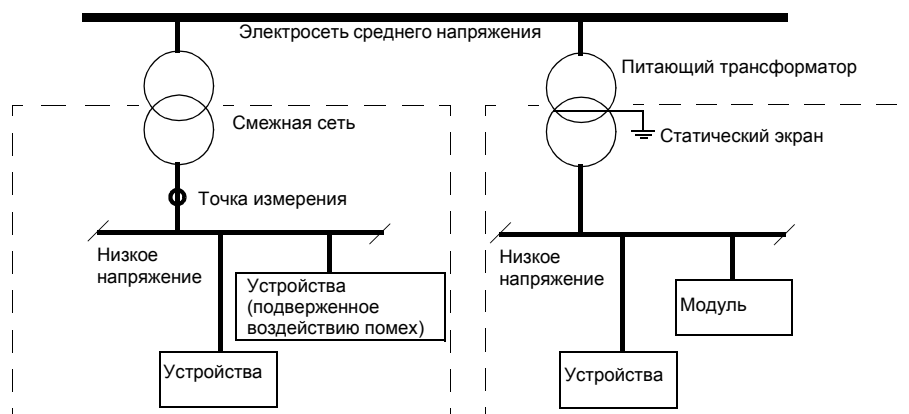 Электросеть среднего напряжения
Питающий трансформатор
Смежная сеть
Статический экран
Точка измерения
Низкое
напряжение
Устройства
(подверженное
воздействию помех)
Устройства
Низкое
напряжение
Модуль
Устройства